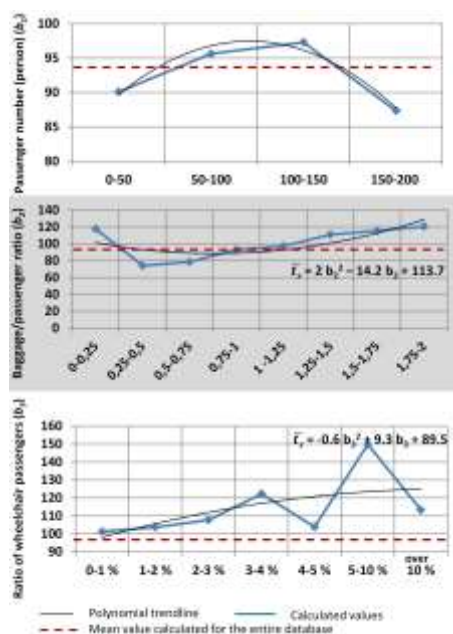 Passenger number (person) (b₁)
100
95
90
85
80
0-50 50-100 100-150 150-200
Baggage/passenger ratio (b₂)
140
120
100
80
60
40
20
0
t̄ₛ = 2 b₂² − 14.2 b₂ + 113.7
0-0,25 0,25-0,5 0,5-0,75 0,75-1 1-1,25 1,25-1,5 1,5-1,75 1,75-2
Ratio of wheelchair passengers (b₃)
160
150
140
130
120
110
100
90
t̄ₛ = -0.6 b₃² + 9.3 b₃ + 89.5
0-1 % 1-2 % 2-3 % 3-4 % 4-5 % 5-10 % over 10 %
Polynomial trendline Calculated values
Mean value calculated for the entire database